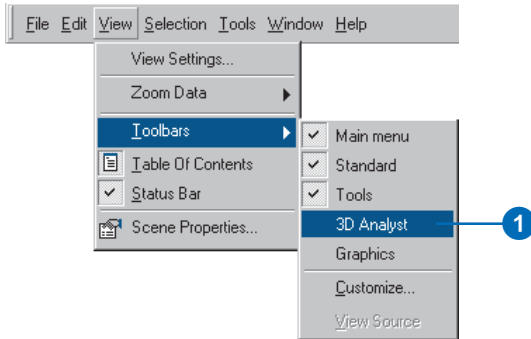 File Edit View Selection Tools Window Help
View Settings...
Zoom Data
Toolbars
Table Of Contents
Status Bar
Scene Properties...
Main menu
Standard
Tools
3D Analyst
Graphics
Customize...
View Source
1